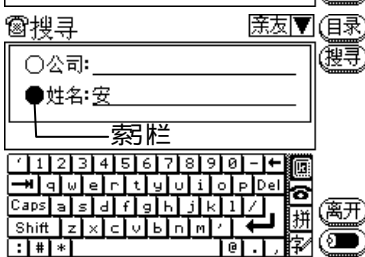 搜寻 亲友▼ 目录
公司: 搜寻
姓名:安
索引栏
' 1 2 3 4 5 6 7 8 9 0 - ←
q w e r t y u i o p Del
Caps a s d f g h j k l /
Shift z x c v b n m ' 拼 离开
: # * @ . , 字